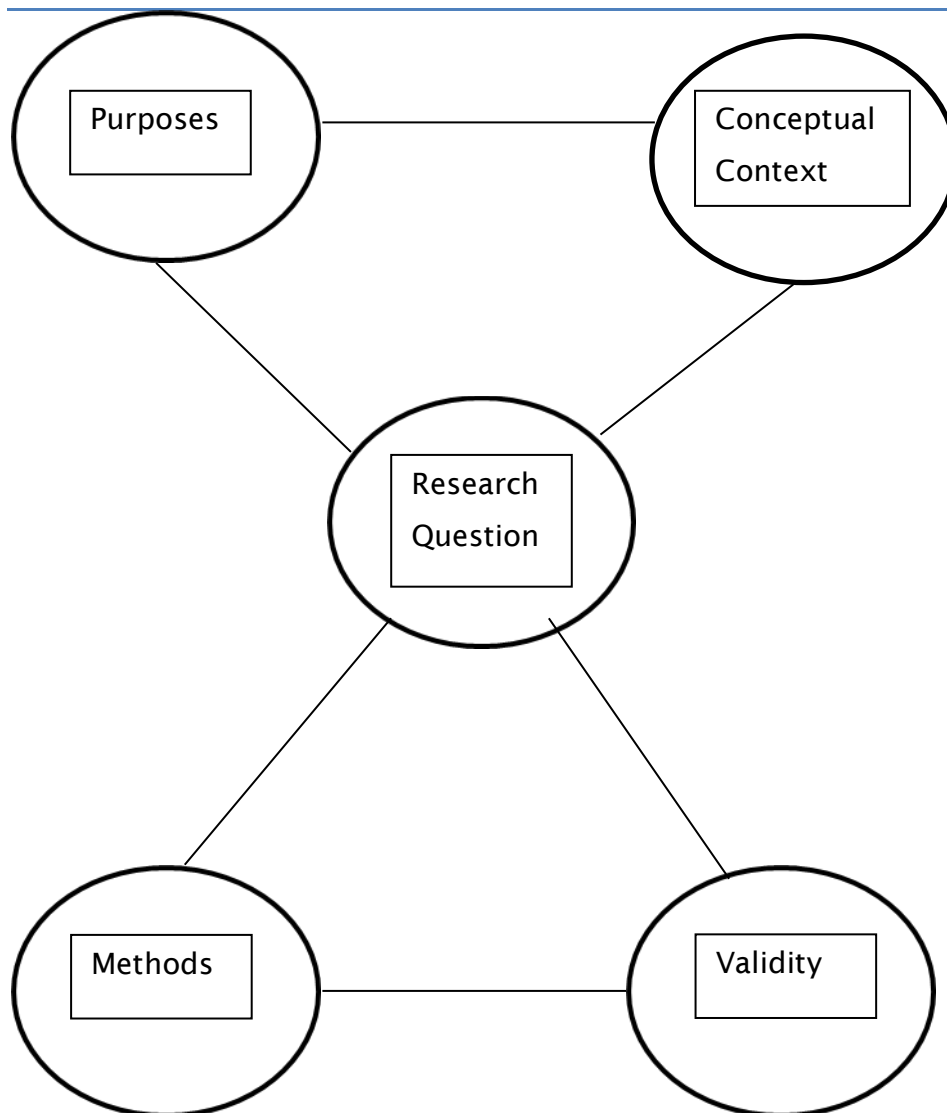 Purposes
Conceptual
Context
Research
Question
Methods
Validity